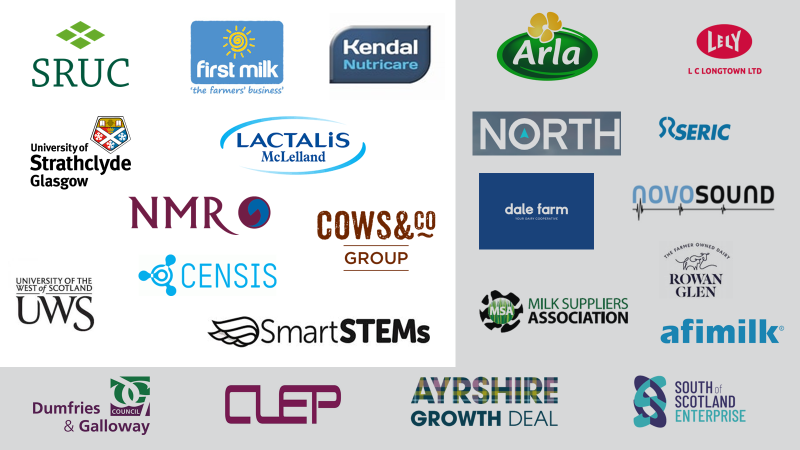 SRUC
first milk
'the farmers' business'
Kendal
Nutricare
Arla
LELY
L C LONGTOWN LTD
University of
Strathclyde
Glasgow
LACTALiS
McLelland
NORTH
SERIC
NMR
COWS&CO
GROUP
dale farm
YOUR DAIRY COOPERATIVE
novosound
CENSIS
THE FARMER OWNED DAIRY
ROWAN
GLEN
UNIVERSITY OF THE
WEST of SCOTLAND
UWS
SmartSTEMs
MSA
MILK SUPPLIERS
ASSOCIATION
afimilk®
Dumfries
& Galloway
COUNCIL
CLEP
AYRSHIRE
GROWTH DEAL
SOUTH of
SCOTLAND
ENTERPRISE